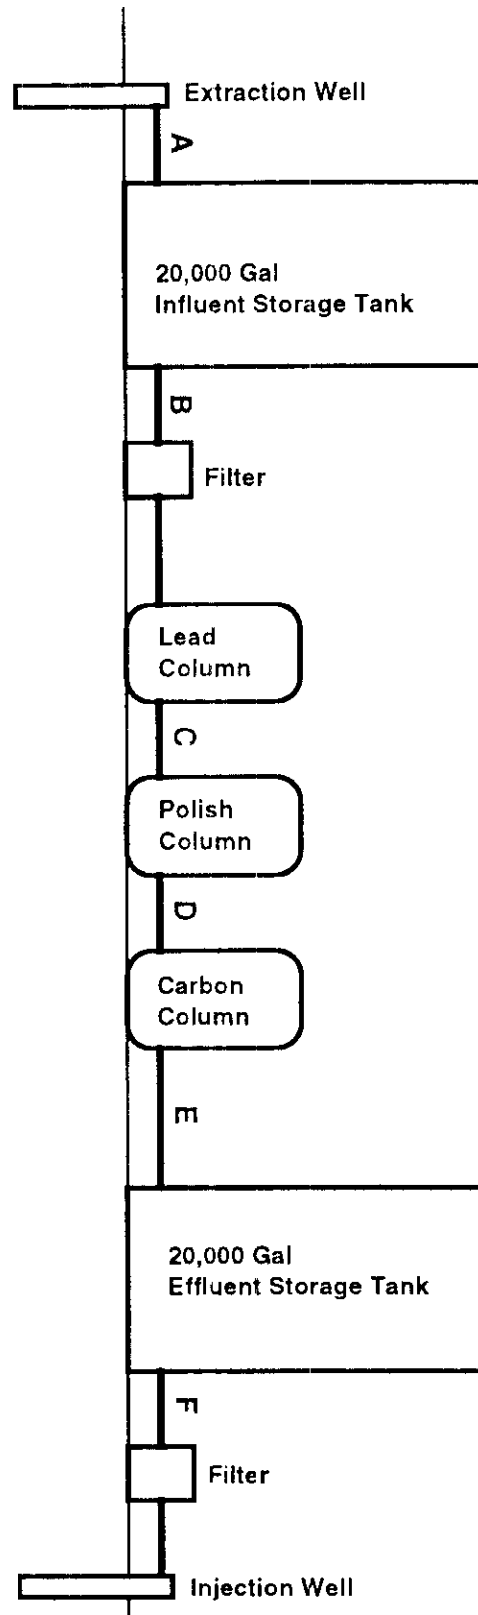 Extraction Well
A
20,000 Gal
Influent Storage Tank
B
Filter
Lead
Column
C
Polish
Column
D
Carbon
Column
E
20,000 Gal
Effluent Storage Tank
F
Filter
Injection Well